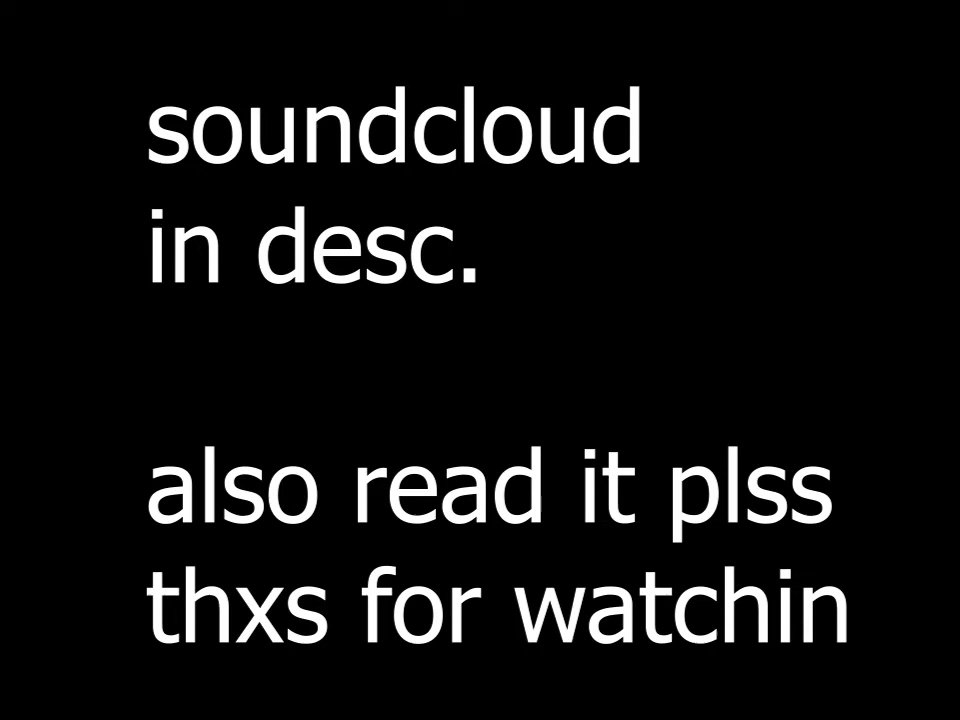 soundcloud
in desc.
also read it plss
thxs for watchin